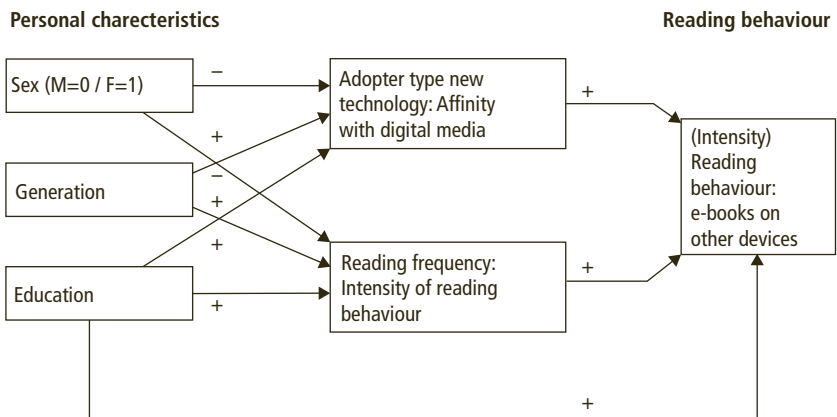 Personal charecteristics
Reading behaviour
Sex (M=0 / F=1)
–
Adopter type new
technology: Affinity
with digital media
+
(Intensity)
Reading
behaviour:
e-books on
other devices
+
Generation
–
+
+
Education
+
Reading frequency:
Intensity of reading
behaviour
+
+